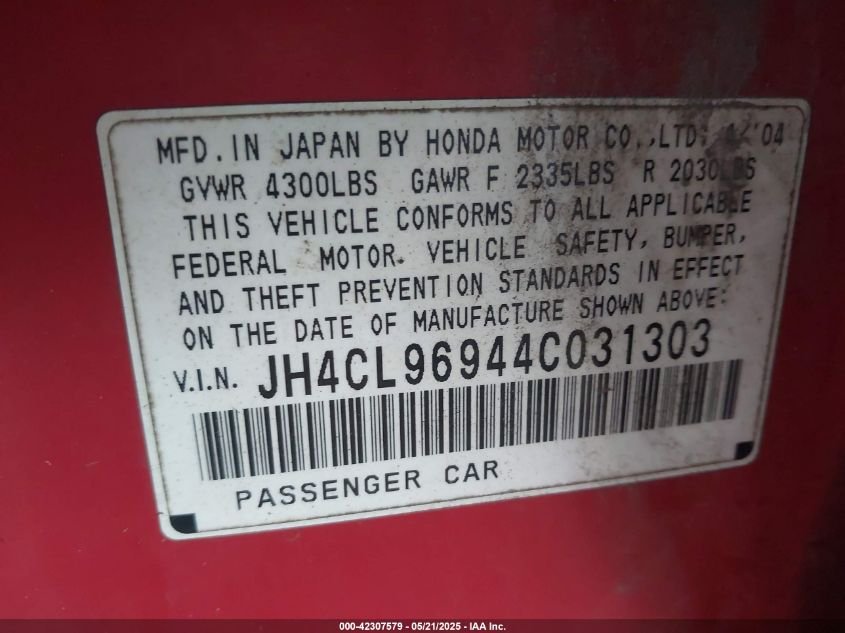 MFD. IN JAPAN BY HONDA MOTOR CO., LTD. 4/'04
GVWR 4300LBS GAWR F 2335LBS R 2030LBS
THIS VEHICLE CONFORMS TO ALL APPLICABLE
FEDERAL MOTOR. VEHICLE SAFETY, BUMPER,
AND THEFT PREVENTION STANDARDS IN EFFECT
ON THE DATE OF MANUFACTURE SHOWN ABOVE:
V.I.N. JH4CL96944C031303
PASSENGER CAR
000-42307579 - 05/21/2025 - IAA Inc.